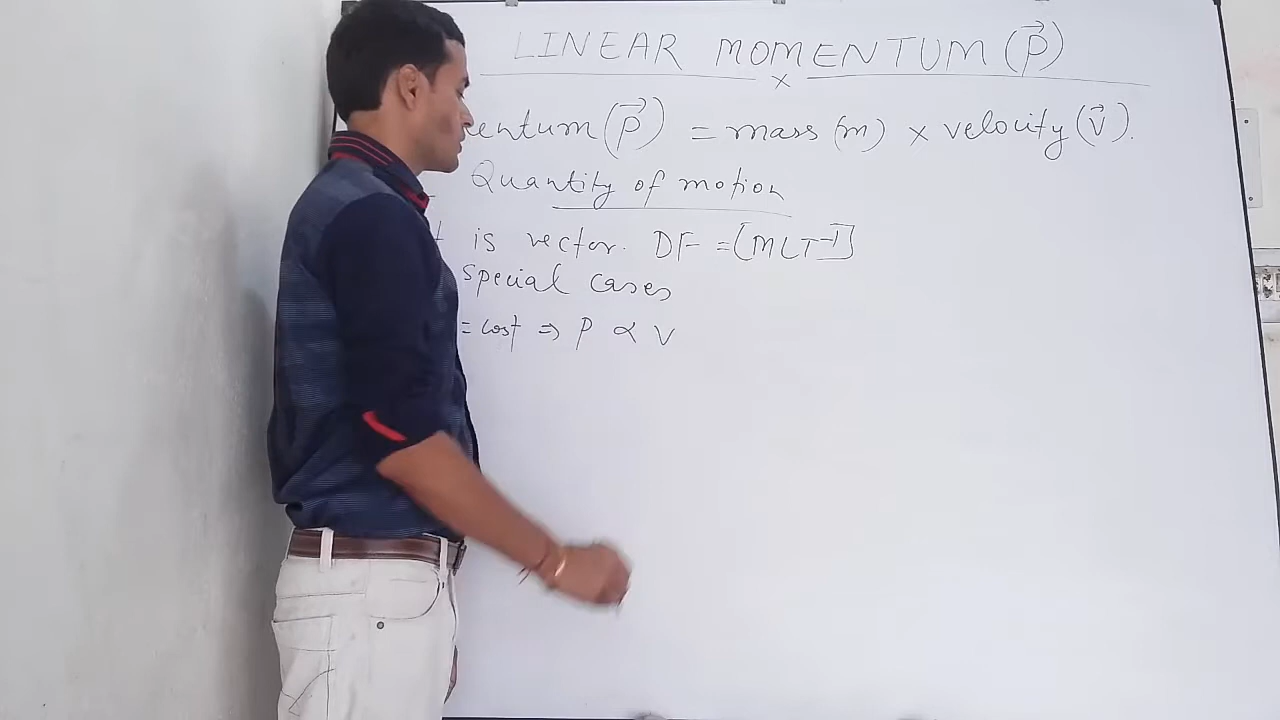 LINEAR MOMENTUM (p⃗)
entum (p⃗) = mass (m) × velocity (v⃗).
Quantity of motion
is vector. DF = [MLT⁻¹]
special cases
= cost ⇒ P ∝ V